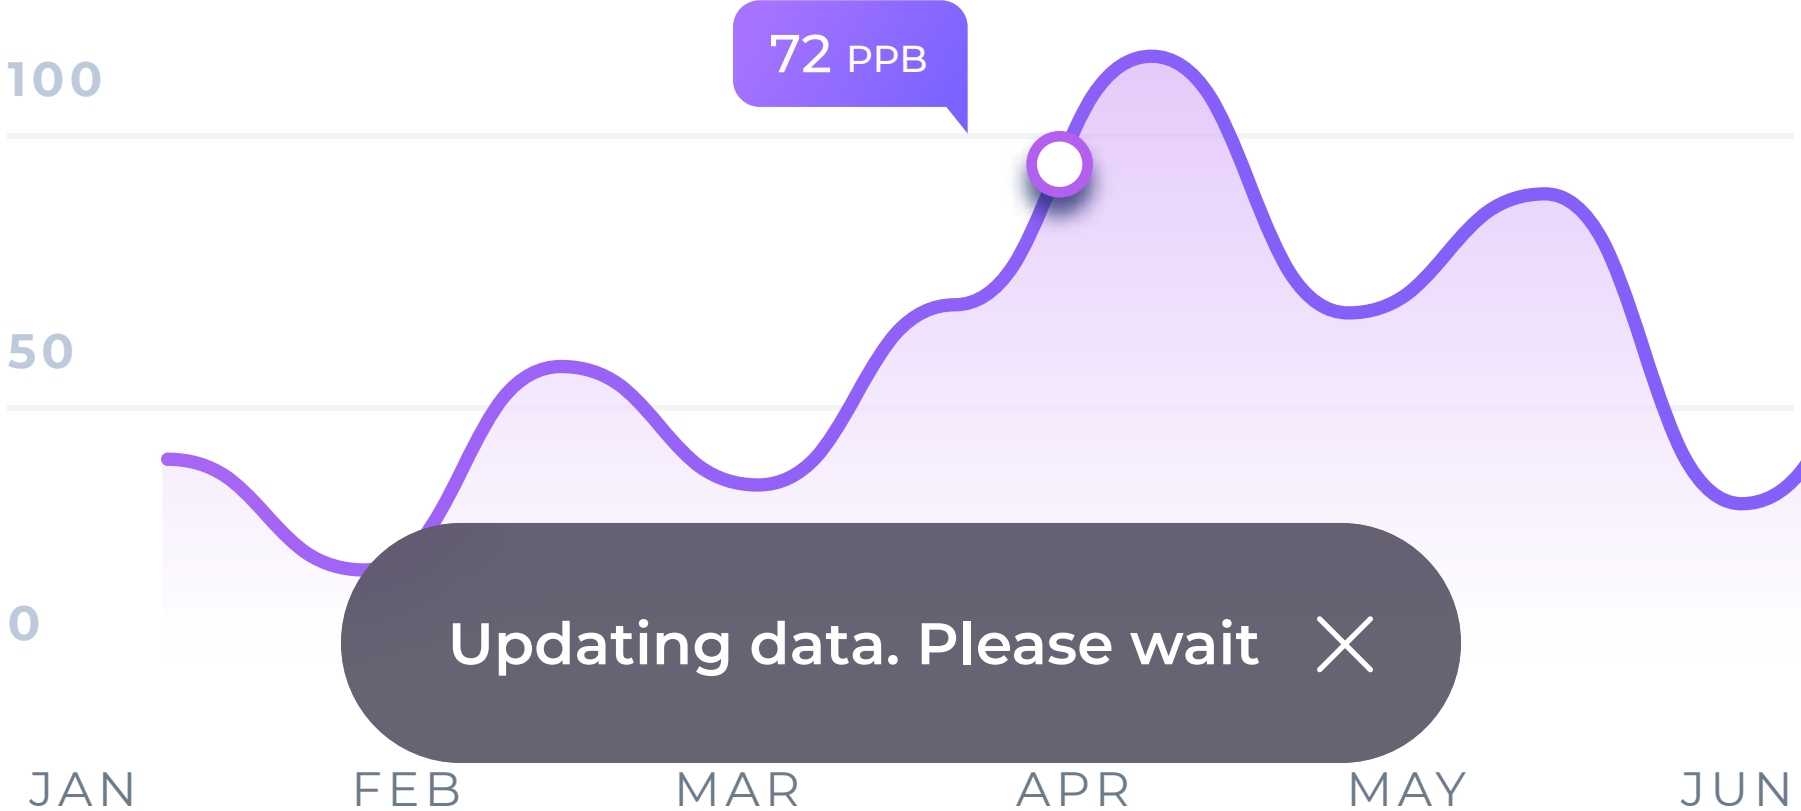 72 PPB
100
50
0
Updating data. Please wait
JAN FEB MAR APR MAY JUN